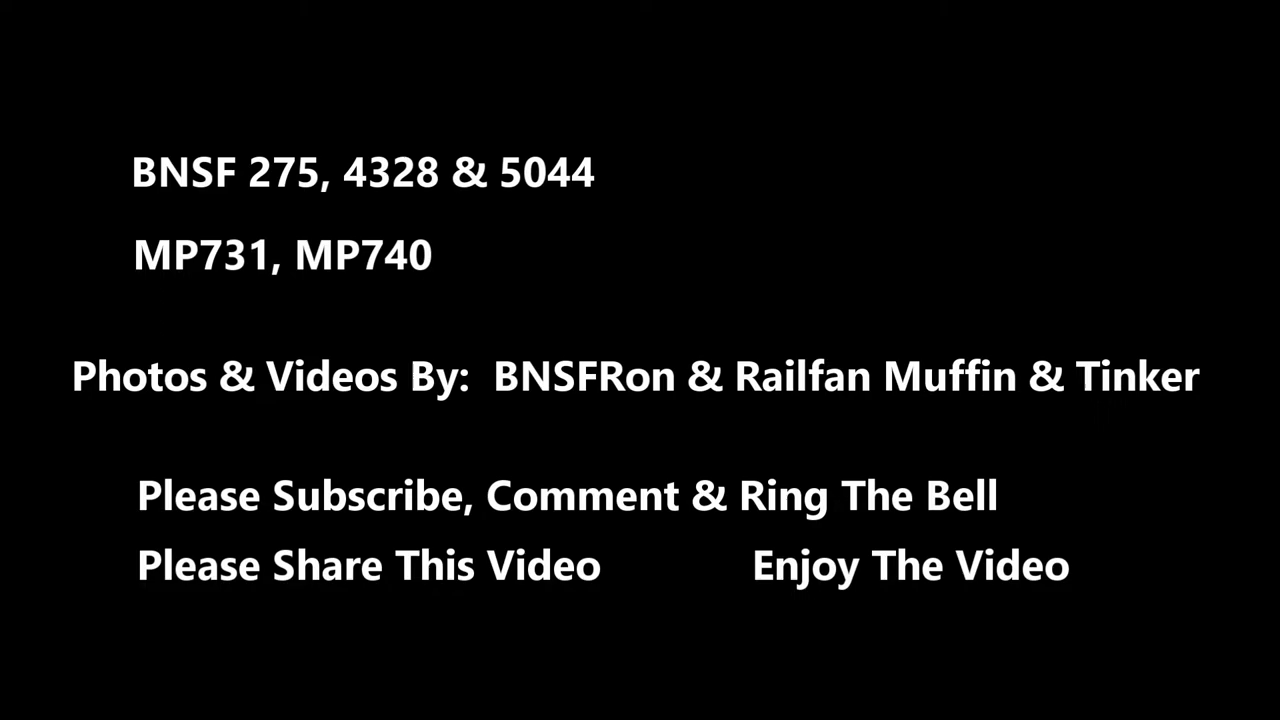 BNSF 275, 4328 & 5044
MP731, MP740
Photos & Videos By:  BNSFRon & Railfan Muffin & Tinker
Please Subscribe, Comment & Ring The Bell
Please Share This Video Enjoy The Video